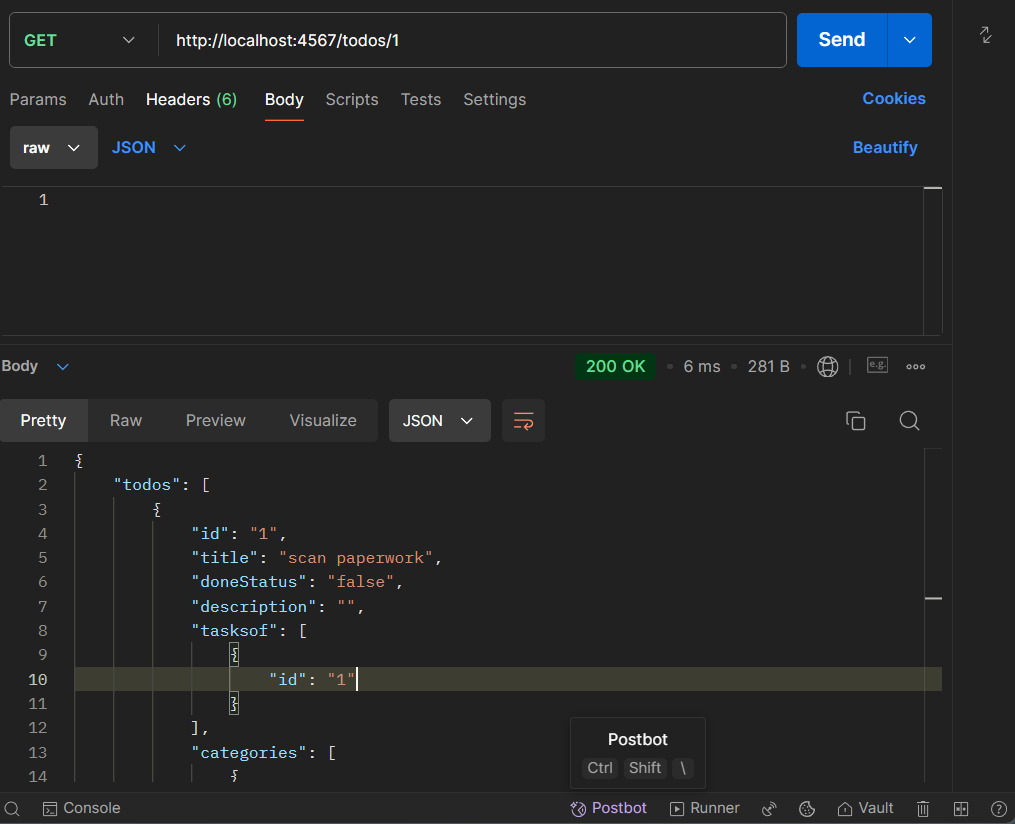 GET http://localhost:4567/todos/1 Send
Params Auth Headers (6) Body Scripts Tests Settings Cookies
raw JSON Beautify
1
Body 200 OK 6 ms 281 B e.g.
Pretty Raw Preview Visualize JSON
1 {
2 "todos": [
3 {
4 "id": "1",
5 "title": "scan paperwork",
6 "doneStatus": "false",
7 "description": "",
8 "tasksof": [
9 {
10 "id": "1"
11 }
12 ],
13 "categories": [
14 {
Postbot
Ctrl Shift \
Console Postbot Runner Vault